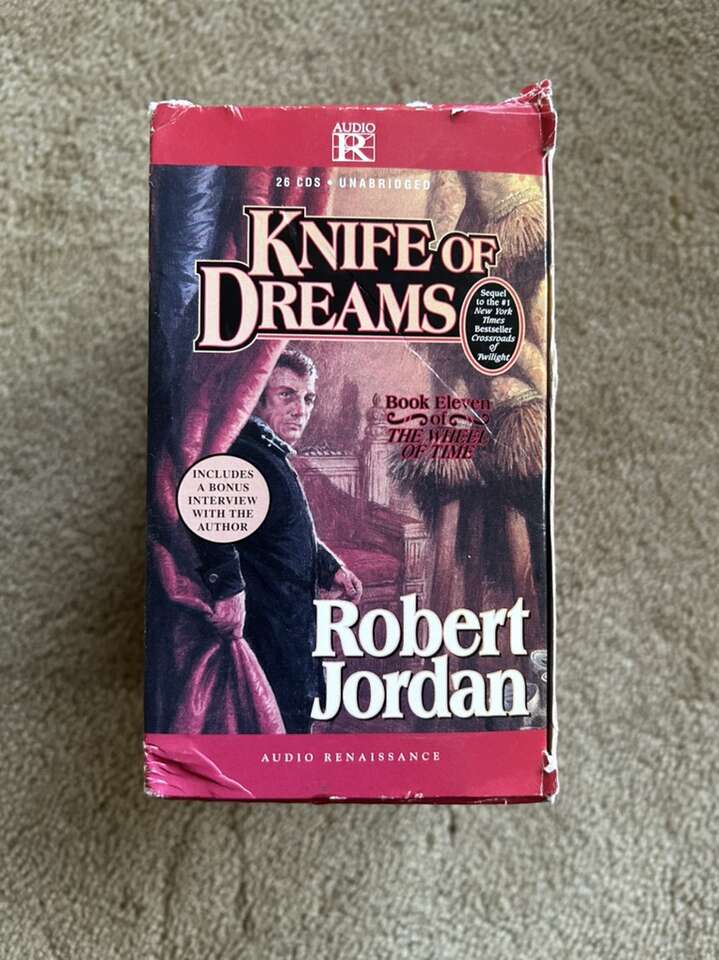 AUDIO
R
26 CDS • UNABRIDGED
KNIFE OF
DREAMS
Sequel
to the #1
New York
Times
Bestseller
Crossroads
of
Twilight
Book Eleven
of
THE WHEEL
OF TIME™
INCLUDES
A BONUS
INTERVIEW
WITH THE
AUTHOR
Robert
Jordan
AUDIO RENAISSANCE